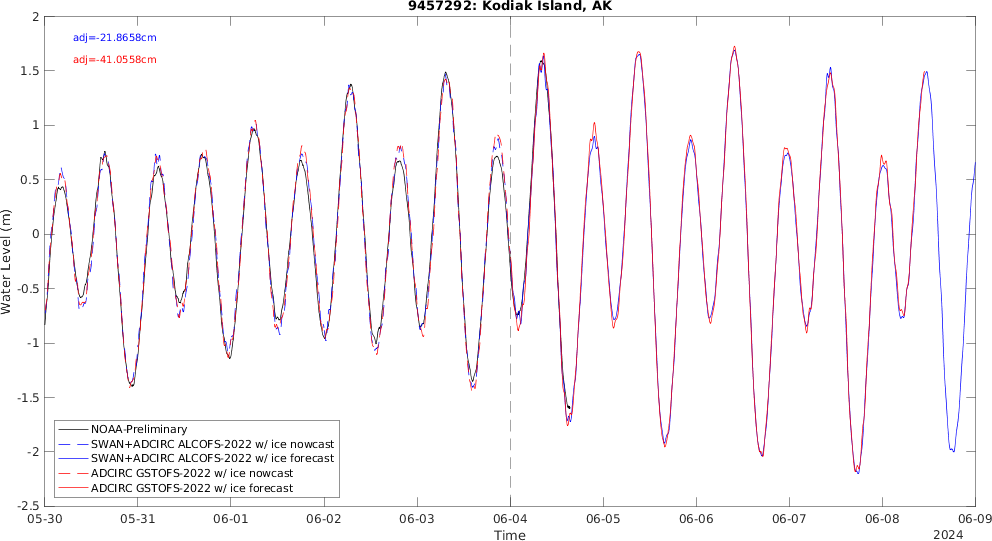 9457292: Kodiak Island, AK
adj=-21.8658cm
adj=-41.0558cm
2
1.5
1
0.5
0
-0.5
-1
-1.5
-2
-2.5
Water Level (m)
NOAA-Preliminary
SWAN+ADCIRC ALCOFS-2022 w/ ice nowcast
SWAN+ADCIRC ALCOFS-2022 w/ ice forecast
ADCIRC GSTOFS-2022 w/ ice nowcast
ADCIRC GSTOFS-2022 w/ ice forecast
05-30 05-31 06-01 06-02 06-03 06-04 06-05 06-06 06-07 06-08 06-09
Time
2024